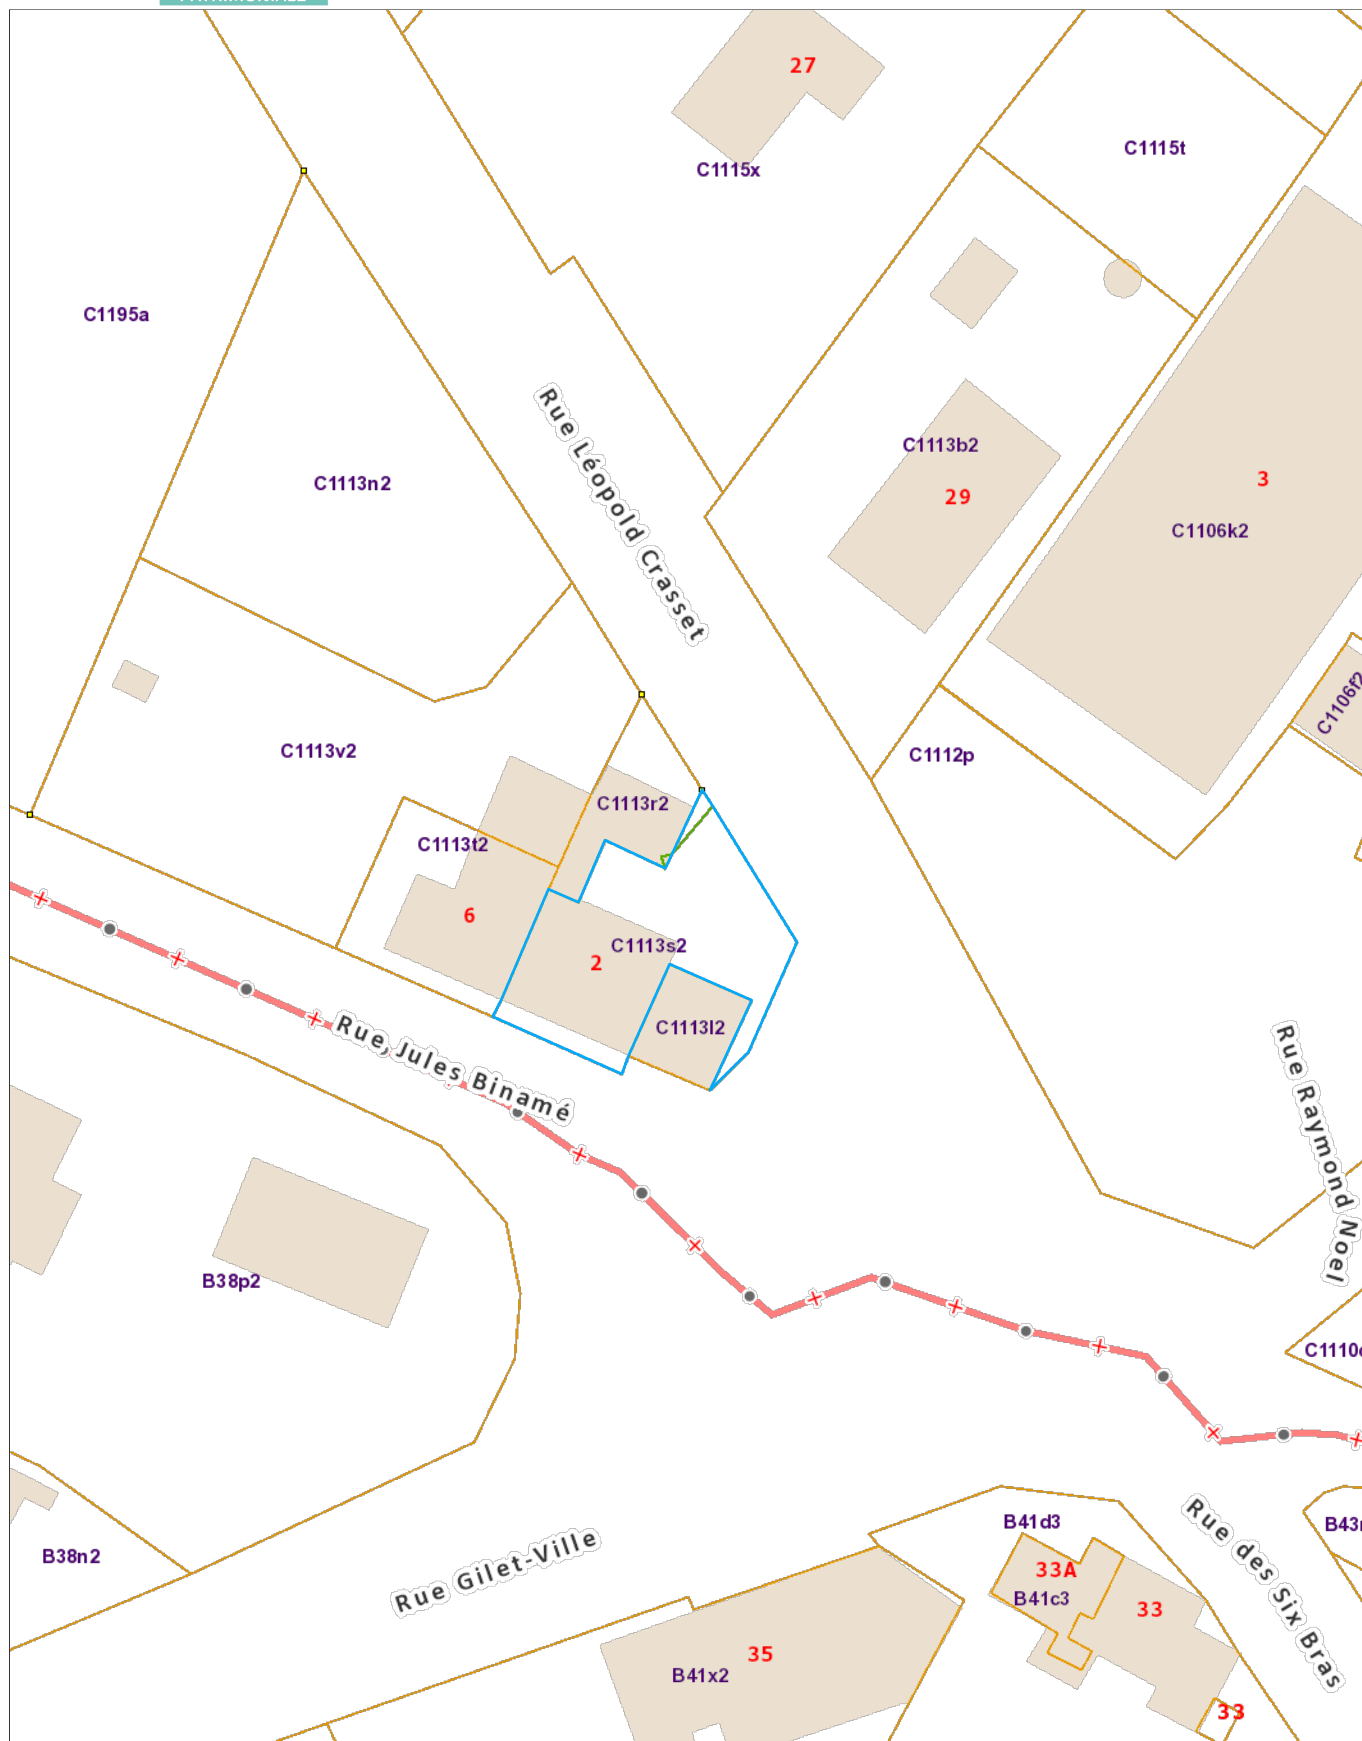 27
C1115t
C1115x
C1195a
Rue Léopold Crasset
C1113b2
C1113n2
29
3
C1106k2
C1106f2
C1113v2
C1112p
C1113r2
C1113t2
6
C1113s2
2
C1113l2
Rue Jules Binamé
Rue Raymond Noel
B38p2
B41d3
Rue des Six Bras
B38n2
Rue Gilet-Ville
33A
B41c3
33
35
B41x2
33